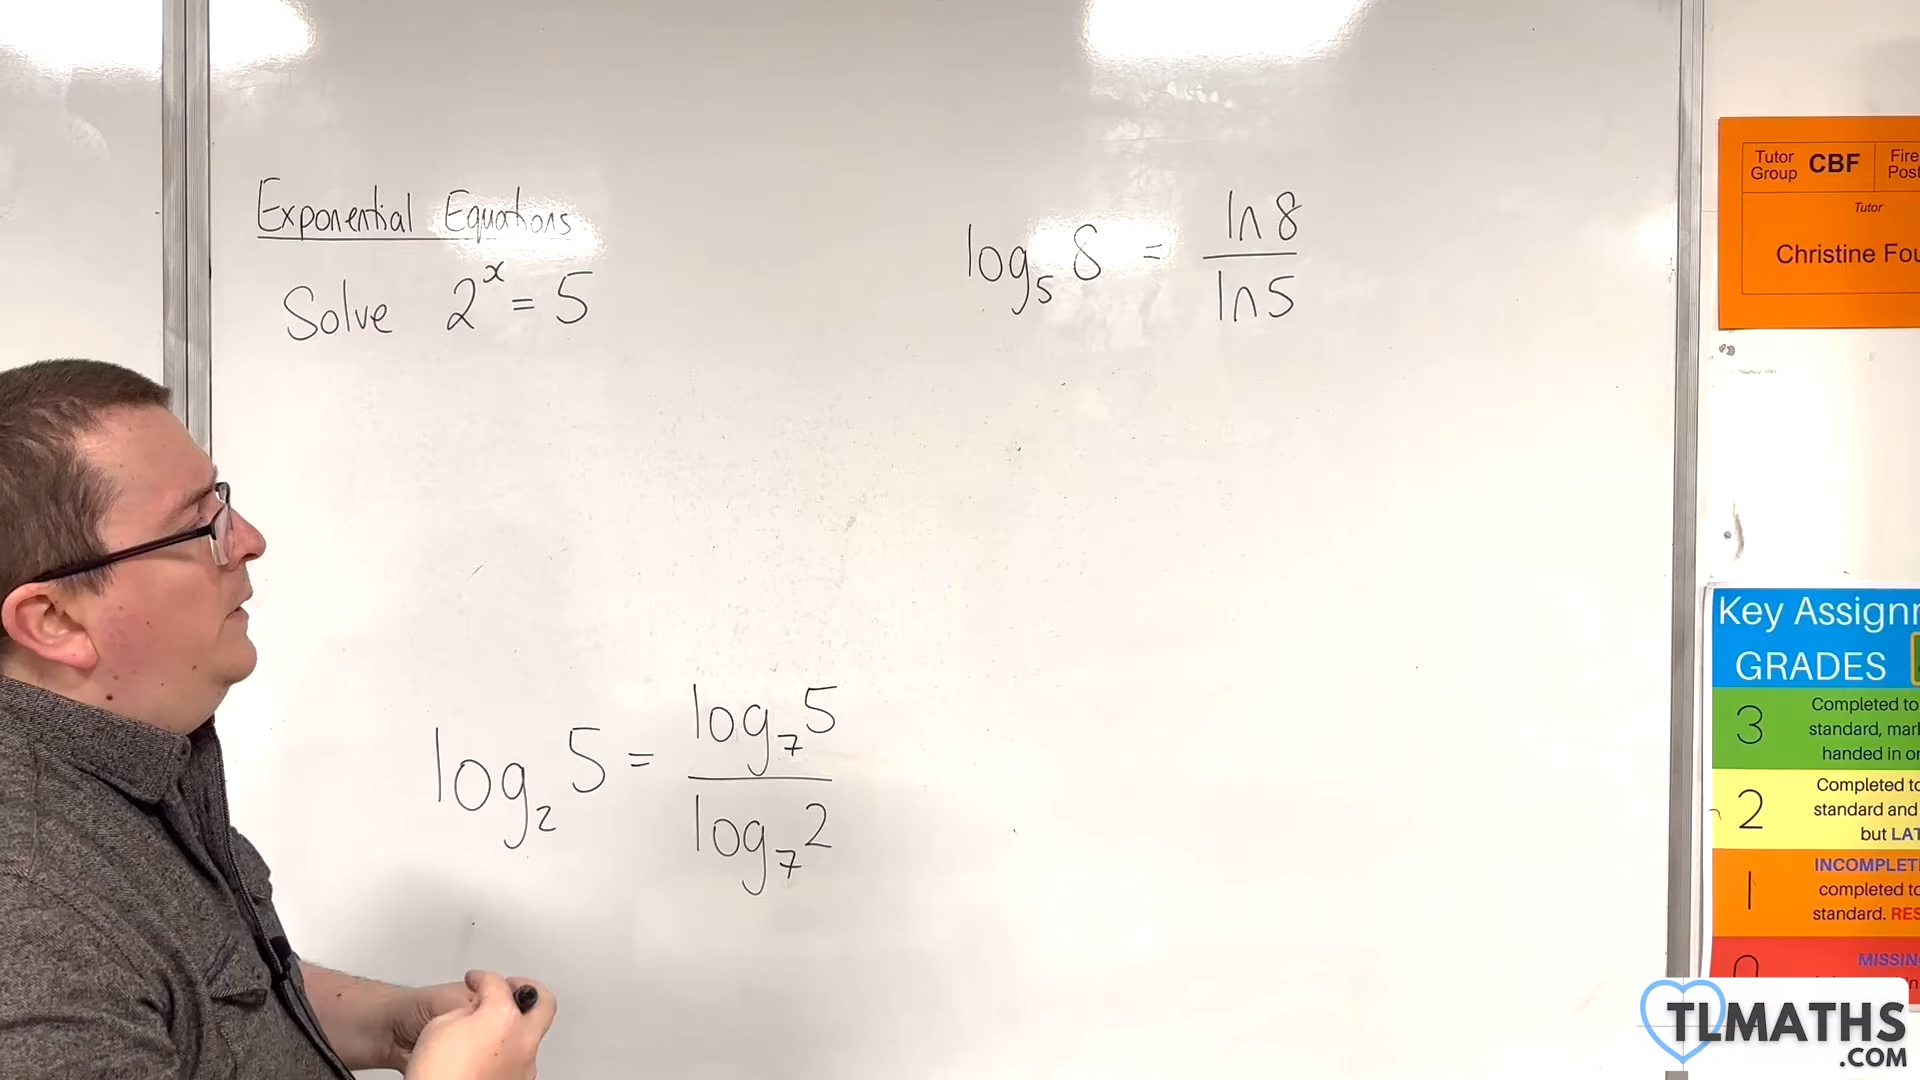 Exponential Equations
Solve 2^x = 5
log_5 8 = ln 8 / ln 5
log_2 5 = log_7 5 / log_7 2
Tutor Group CBF
Fire
Post
Tutor
Christine Fou
Key Assignm
GRADES
3 Completed to
standard, mar
handed in on
2 Completed to
standard and
but LAT
1 INCOMPLET
completed to
standard. RES
0 MISSIN
TLMATHS
.COM